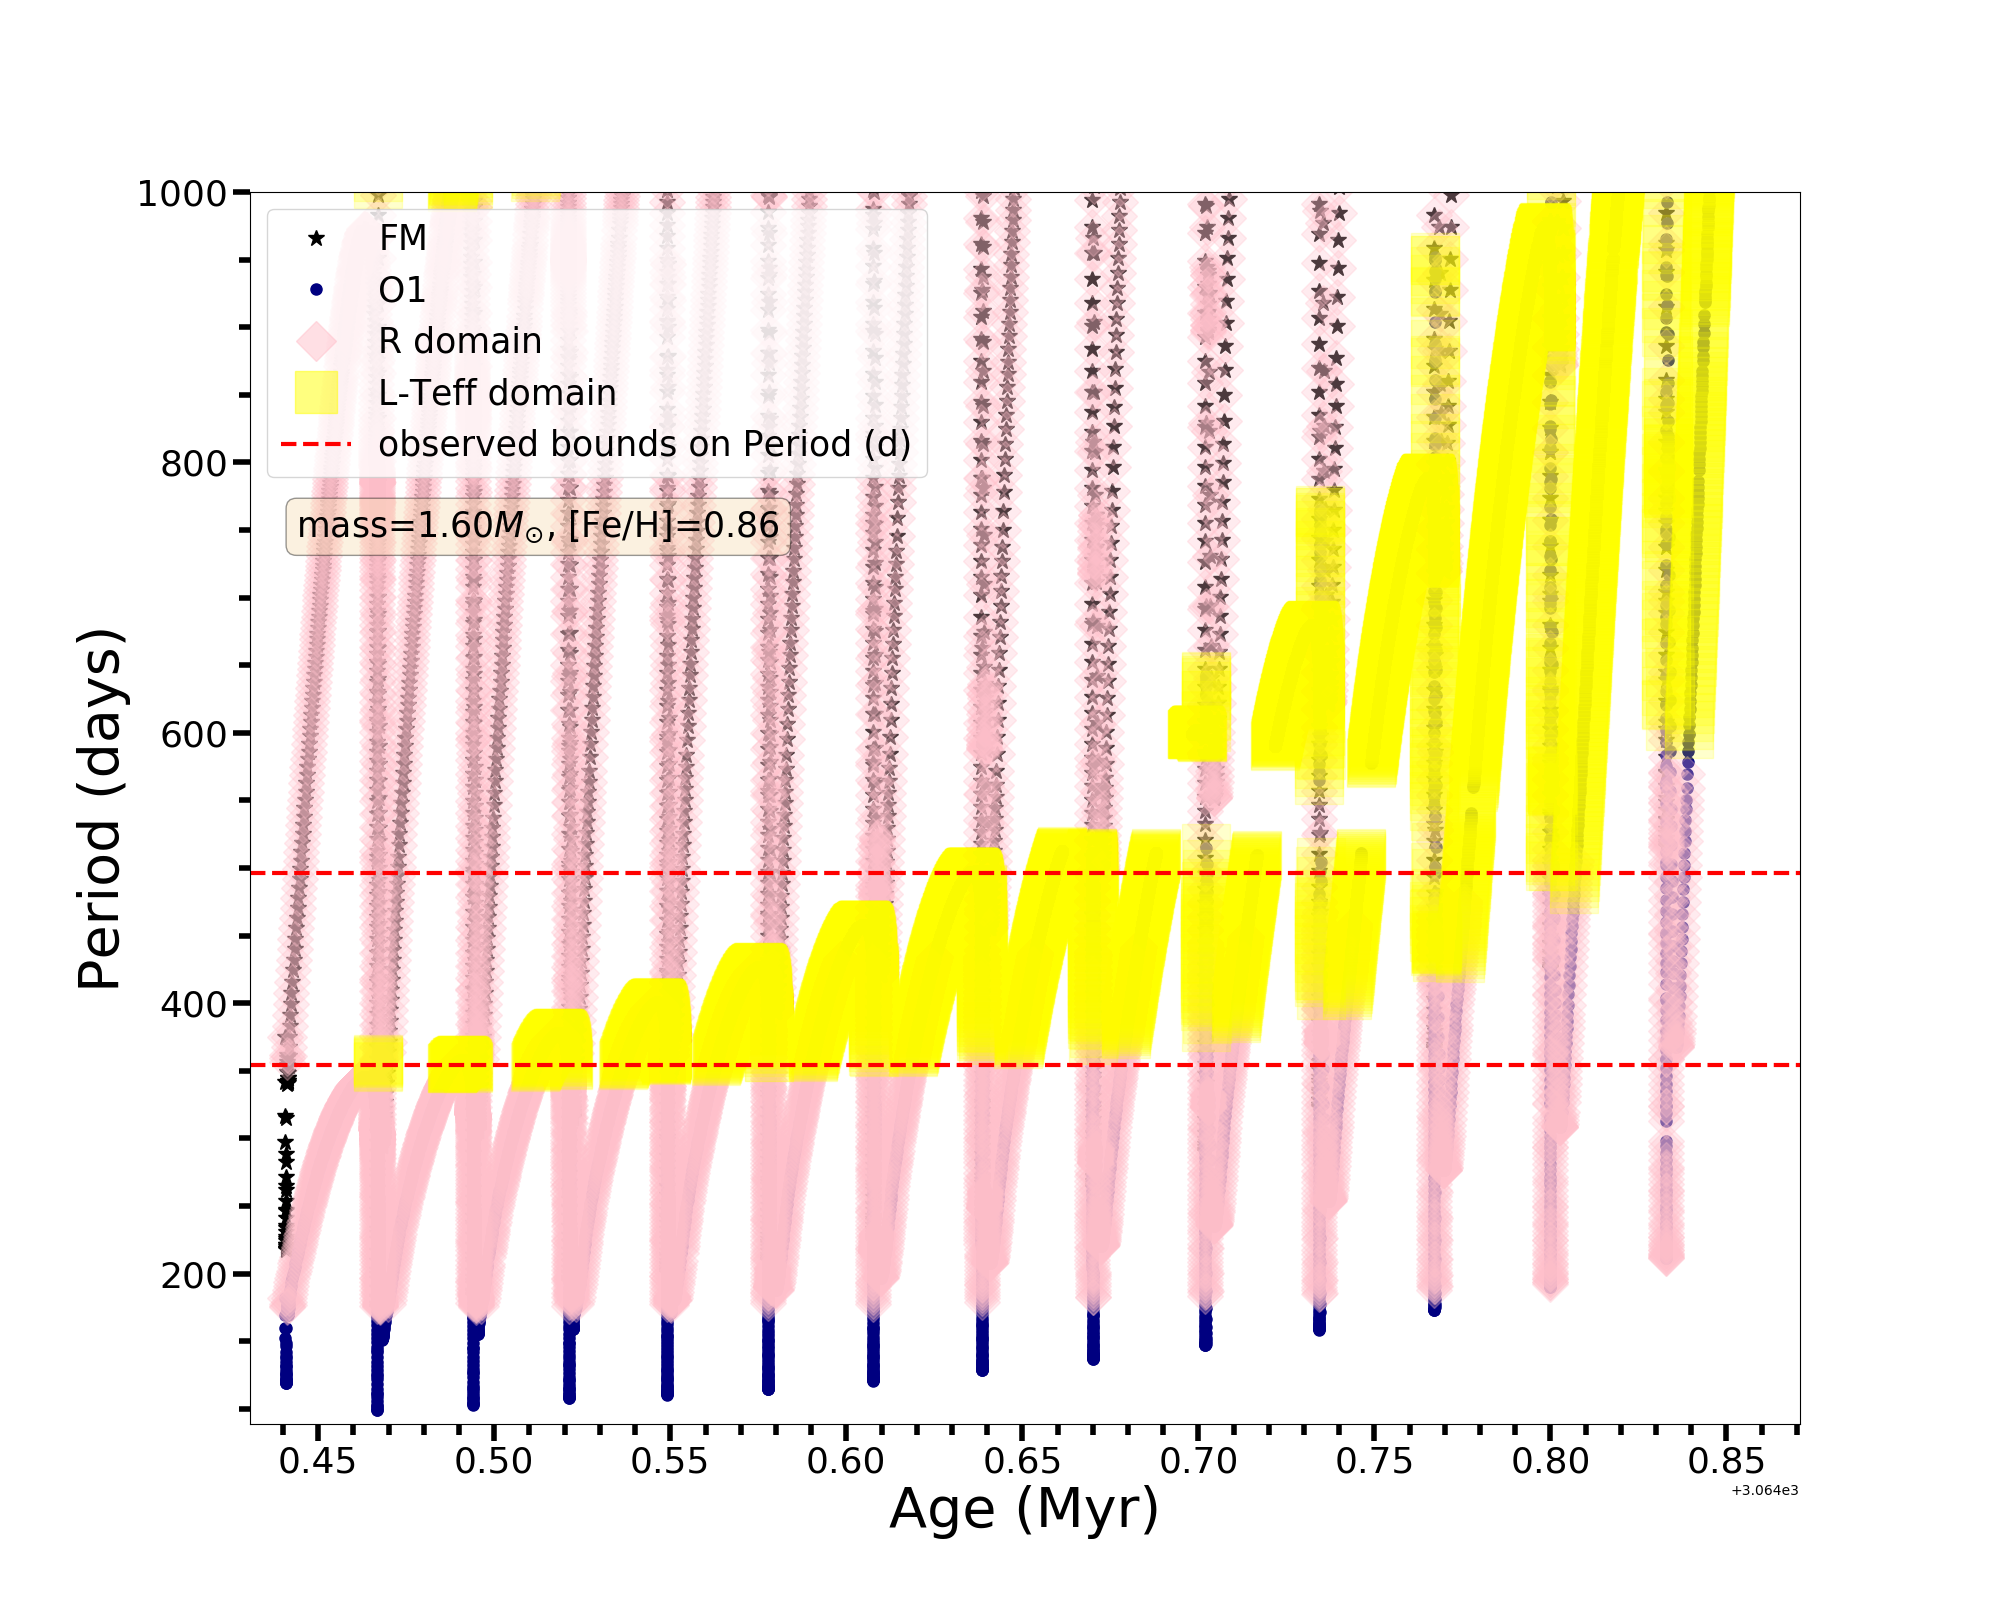 1000
800
600
400
200
Period (days)
FM
O1
R domain
L-Teff domain
observed bounds on Period (d)
mass=1.60M⊙, [Fe/H]=0.86
0.45 0.50 0.55 0.60 0.65 0.70 0.75 0.80 0.85
+3.064e3
Age (Myr)